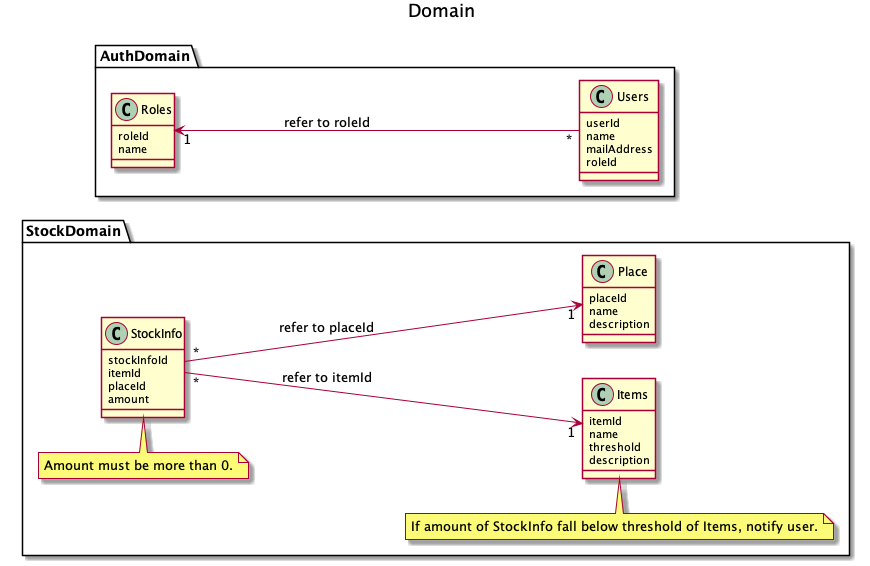 Domain
AuthDomain
C Roles
roleId
name
1
refer to roleId
*
C Users
userId
name
mailAddress
roleId
StockDomain
C StockInfo
stockInfoId
itemId
placeId
amount
*
refer to placeId
1
C Place
placeId
name
description
*
refer to itemId
1
C Items
itemId
name
threshold
description
Amount must be more than 0.
If amount of StockInfo fall below threshold of Items, notify user.